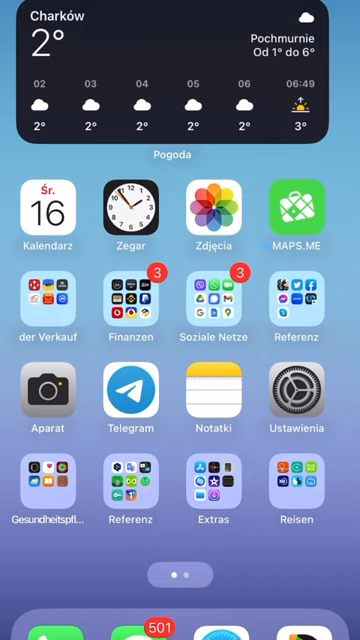 Charków
2°
Pochmurnie
Od 1° do 6°
02 03 04 05 06 06:49
2° 2° 2° 2° 2° 3°
Pogoda
Śr.
16
Kalendarz Zegar Zdjęcia MAPS.ME
3 3
der Verkauf Finanzen Soziale Netze Referenz
Aparat Telegram Notatki Ustawienia
Gesundheitspfl... Referenz Extras Reisen
501